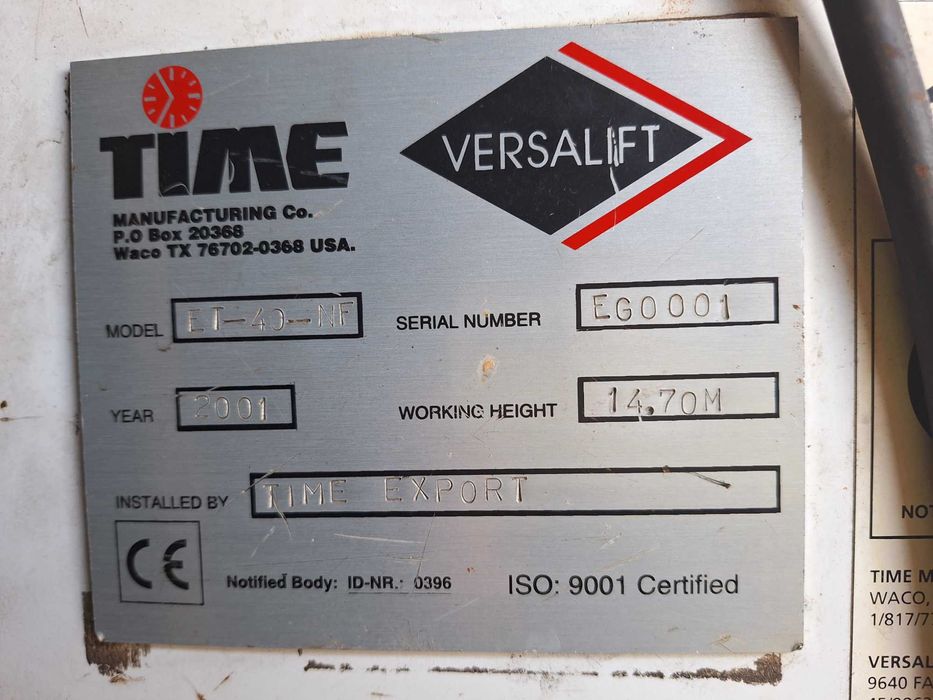 TIME
MANUFACTURING Co.
P.O Box 20368
Waco TX 76702-0368 USA.
VERSALIFT
MODEL ET-40-NF
SERIAL NUMBER EG0001
YEAR 2001
WORKING HEIGHT 14,70M
INSTALLED BY TIME EXPORT
CE
Notified Body: ID-NR.: 0396
ISO: 9001 Certified
TIME
WACO,